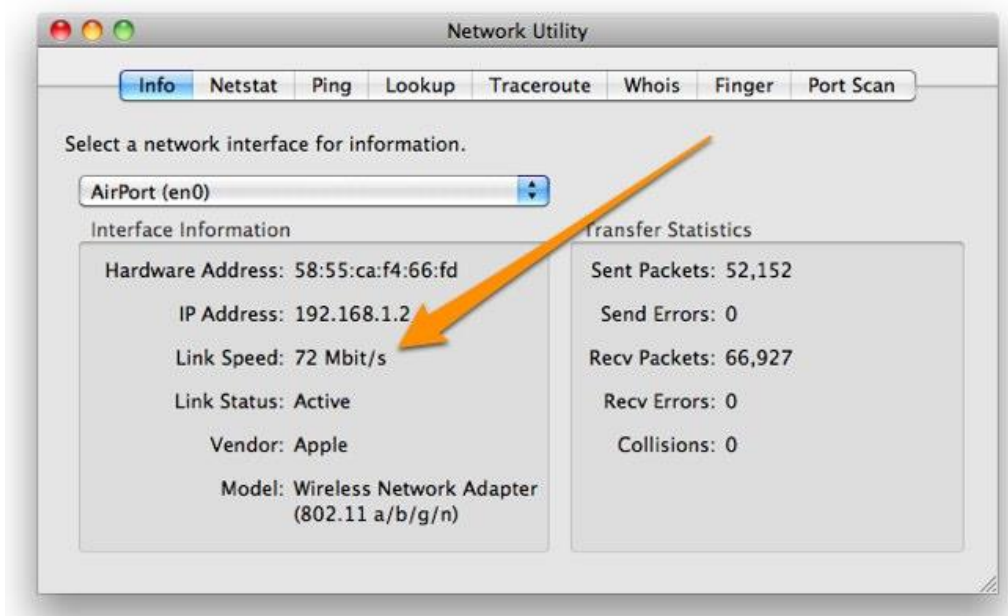 Network Utility
Info Netstat Ping Lookup Traceroute Whois Finger Port Scan
Select a network interface for information.
AirPort (en0)
Interface Information
Hardware Address: 58:55:ca:f4:66:fd
IP Address: 192.168.1.2
Link Speed: 72 Mbit/s
Link Status: Active
Vendor: Apple
Model: Wireless Network Adapter
(802.11 a/b/g/n)
Transfer Statistics
Sent Packets: 52,152
Send Errors: 0
Recv Packets: 66,927
Recv Errors: 0
Collisions: 0